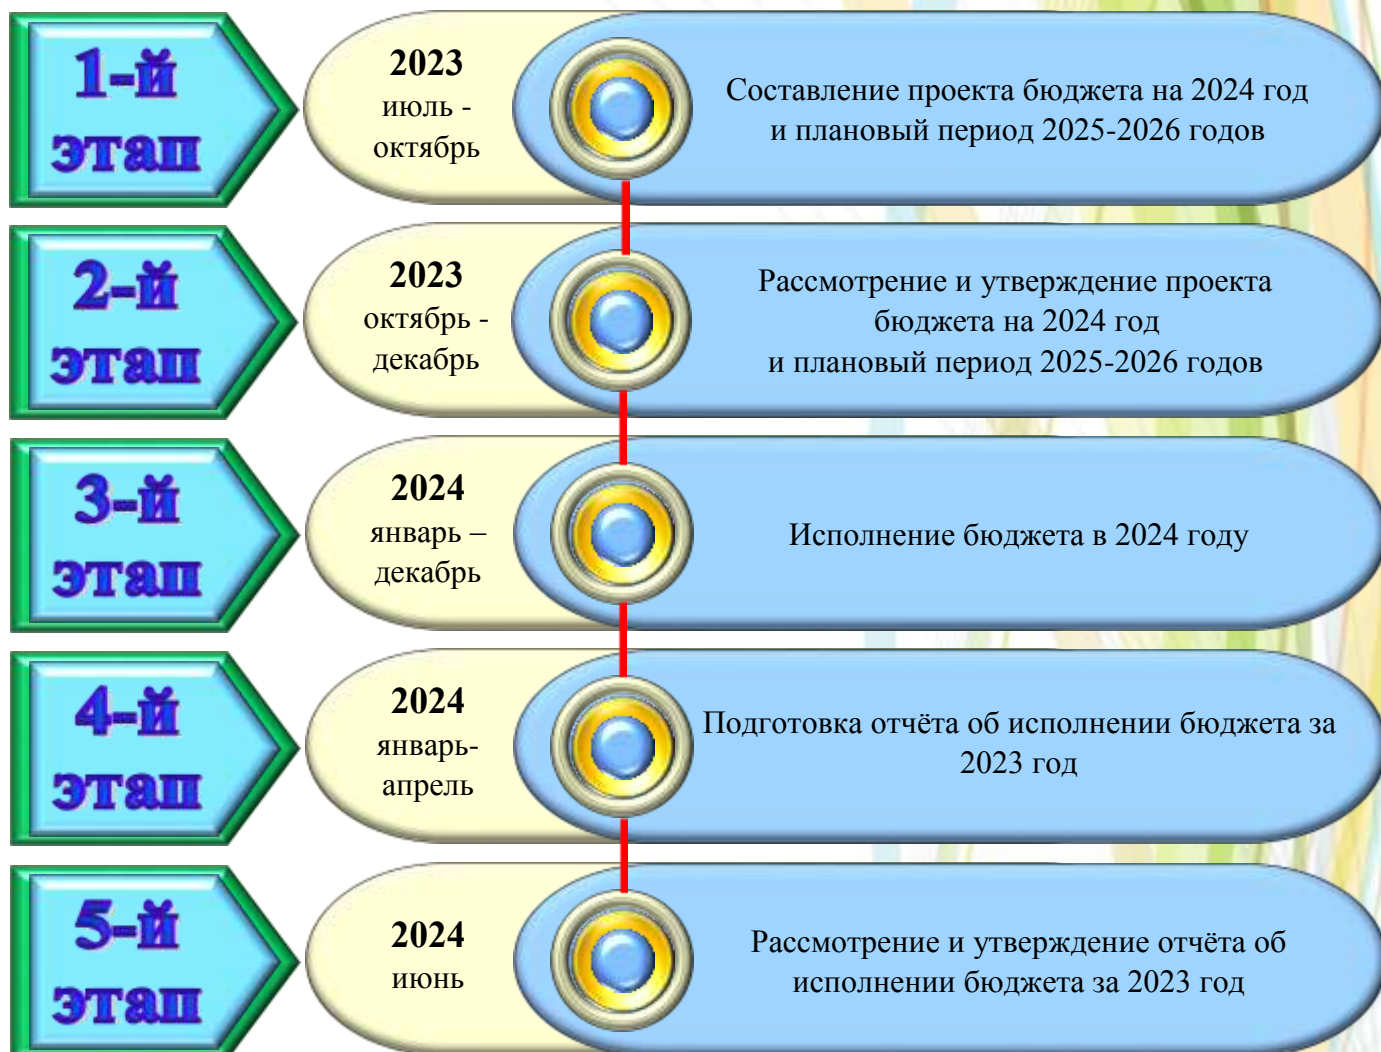 1-й
этап
2023
июль -
октябрь
Составление проекта бюджета на 2024 год
и плановый период 2025-2026 годов
2-й
этап
2023
октябрь -
декабрь
Рассмотрение и утверждение проекта
бюджета на 2024 год
и плановый период 2025-2026 годов
3-й
этап
2024
январь –
декабрь
Исполнение бюджета в 2024 году
4-й
этап
2024
январь-
апрель
Подготовка отчёта об исполнении бюджета за
2023 год
5-й
этап
2024
июнь
Рассмотрение и утверждение отчёта об
исполнении бюджета за 2023 год